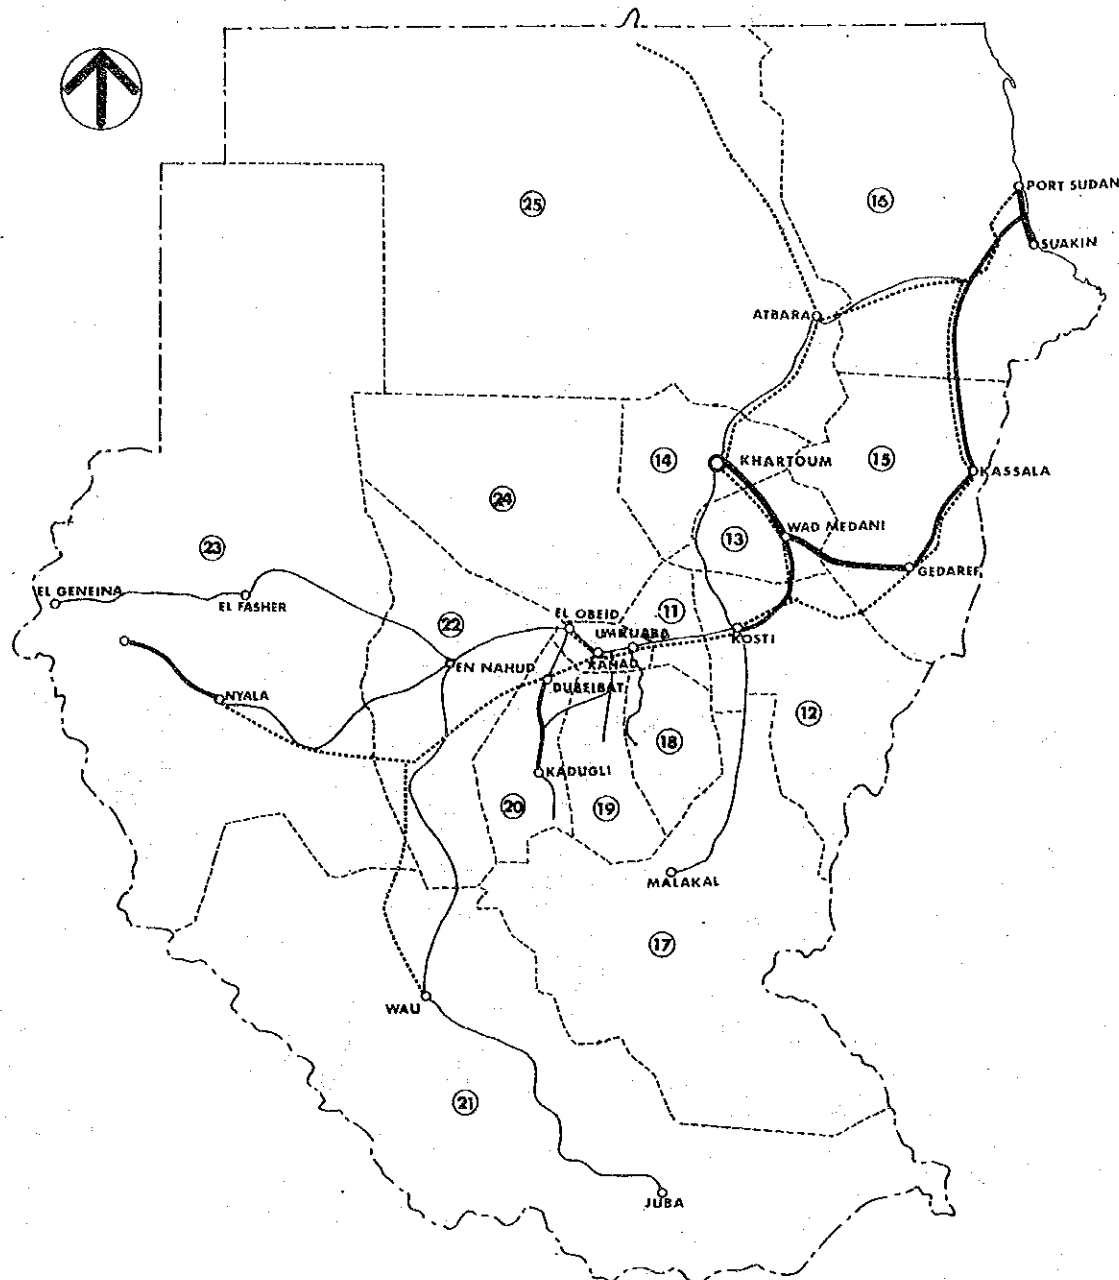 PORT SUDAN
25
16
SUAKIN
ATBARA
14
KHARTOUM
15
KASSALA
24
WAD MEDANI
13
23
GEDAREF
EL GENEINA
EL FASHER
11
EL OBEID
22
UMRUABA
KOSTI
RAHAD
EN NAHUD
DUBEIBAT
NYALA
12
18
KADUGLI
20
19
MALAKAL
17
WAU
21
JUBA